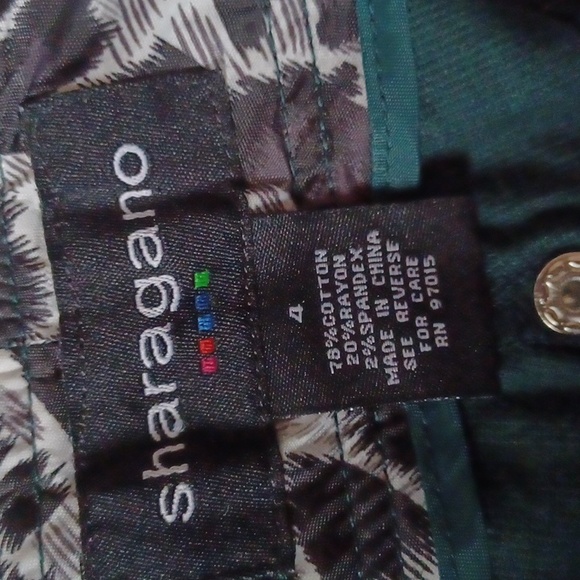 sharagano
4
78%COTTON
20%RAYON
2%SPANDEX
MADE IN CHINA
SEE REVERSE
FOR CARE
RN 97015